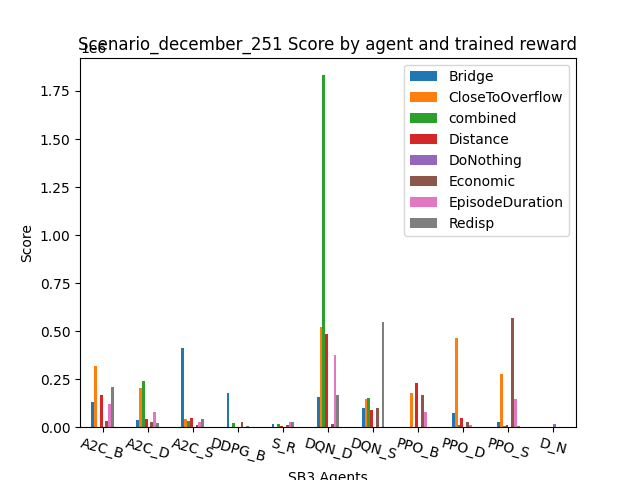 Scenario_december_251 Score by agent and trained reward
1e6
Bridge
CloseToOverflow
combined
Distance
DoNothing
Economic
EpisodeDuration
Redisp
Score
1.75
1.50
1.25
1.00
0.75
0.50
0.25
0.00
A2C_B A2C_D A2C_S DDPG_B S_R DQN_D DQN_S PPO_B PPO_D PPO_S D_N
SB3 Agents